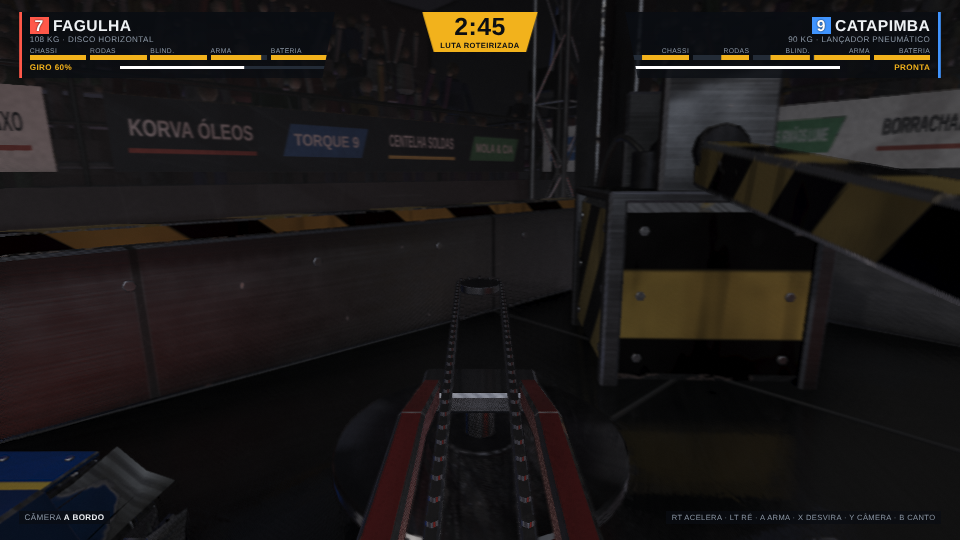 7 FAGULHA
108 KG · DISCO HORIZONTAL
CHASSI RODAS BLIND. ARMA BATERIA
GIRO 60%
2:45
LUTA ROTEIRIZADA
9 CATAPIMBA
90 KG · LANÇADOR PNEUMÁTICO
CHASSI RODAS BLIND. ARMA BATERIA
PRONTA
KORVA ÓLEOS
TORQUE 9
CENTELHA SOLDAS
MOLA & CIA
CÂMERA A BORDO
RT ACELERA · LT RÉ · A ARMA · X DESVIRA · Y CÂMERA · B CANTO